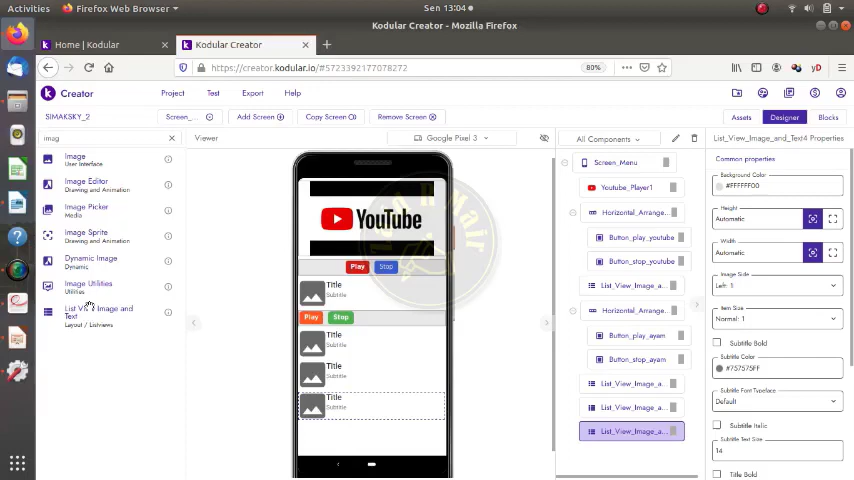 Activities Firefox Web Browser Sen 13:04
Kodular Creator - Mozilla Firefox
Home | Kodular × Kodular Creator × +
https://creator.kodular.io/#5723392177078272 80%
Creator Project Test Export Help
SIMAKSKY_2 Screen_... Add Screen Copy Screen Remove Screen Assets Designer Blocks
imag Viewer Google Pixel 3 All Components List_View_Image_and_Text4 Properties
Image
User Interface
Image Editor
Drawing and Animation
Image Picker
Media
Image Sprite
Drawing and Animation
Dynamic Image
Dynamic
Image Utilities
Utilities
List View Image and
Text
Layout / Listviews
YouTube
Play Stop
Title
Subtitle
Play Stop
Title
Subtitle
Title
Subtitle
Title
Subtitle
Screen_Menu
Youtube_Player1
Horizontal_Arrange...
Button_play_youtube
Button_stop_youtube
List_View_Image_a...
Horizontal_Arrange...
Button_play_ayam
Button_stop_ayam
List_View_Image_a...
List_View_Image_a...
List_View_Image_a...
Common properties
Background Color
#FFFFFF00
Height
Automatic
Width
Automatic
Image Side
Left: 1
Item Size
Normal: 1
Subtitle Bold
Subtitle Color
#757575FF
Subtitle Font Typeface
Default
Subtitle Italic
Subtitle Text Size
14
Title Bold